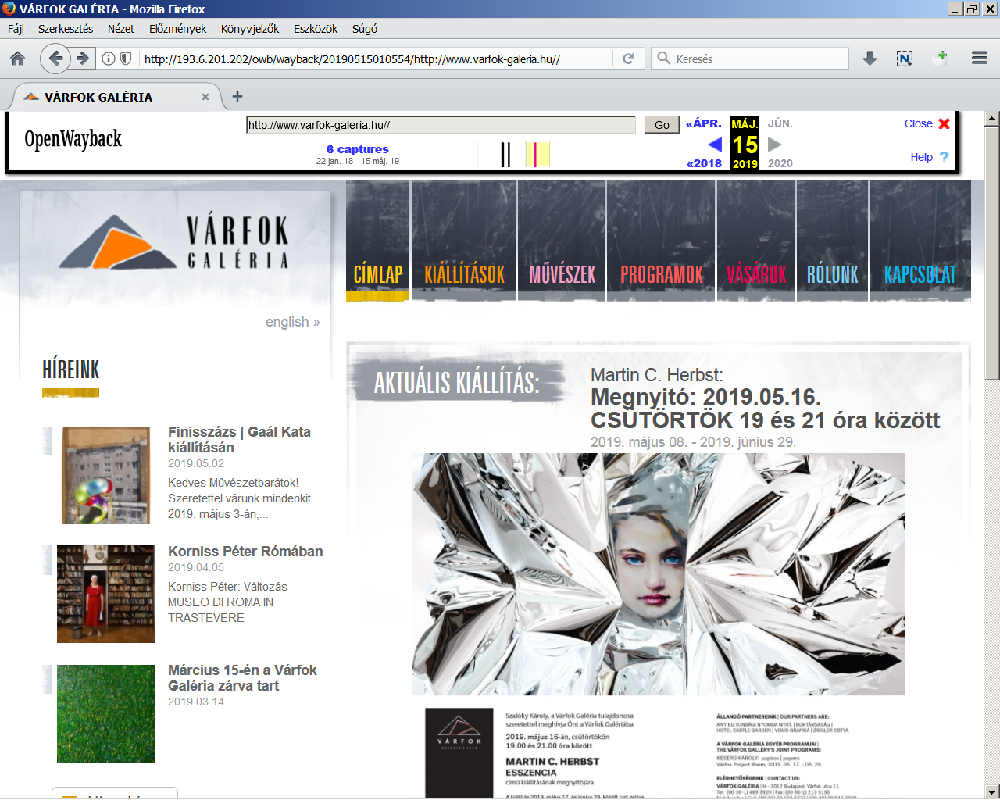 VÁRFOK GALÉRIA - Mozilla Firefox
Fájl Szerkesztés Nézet Előzmények Könyvjelzők Eszközök Súgó
http://193.6.201.202/owb/wayback/20190515010554/http://www.varfok-galeria.hu//
Keresés
VÁRFOK GALÉRIA
OpenWayback
http://www.varfok-galeria.hu//
Go
6 captures
22 jan. 18 - 15 máj. 19
«ÁPR. MÁJ. JÚN.
15
«2018 2019 2020
Close
Help ?
VÁRFOK
GALÉRIA
english »
CÍMLAP KIÁLLÍTÁSOK MŰVÉSZEK PROGRAMOK VÁSÁROK RÓLUNK KAPCSOLAT
HÍREINK
Finisszázs | Gaál Kata
kiállításán
2019.05.02
Kedves Művészetbarátok!
Szeretettel várunk mindenkit
2019. május 3-án,...
Korniss Péter Rómában
2019.04.05
Korniss Péter: Változás
MUSEO DI ROMA IN
TRASTEVERE
Március 15-én a Várfok
Galéria zárva tart
2019.03.14
AKTUÁLIS KIÁLLÍTÁS:
Martin C. Herbst:
Megnyitó: 2019.05.16.
CSÜTÖRTÖK 19 és 21 óra között
2019. május 08. - 2019. június 29.
VÁRFOK
GALÉRIA | 1990
Szalóky Károly, a Várfok Galéria tulajdonosa
szeretettel meghívja Önt a Várfok Galériába
2019. május 16-án, csütörtökön
19.00 és 21.00 óra között
MARTIN C. HERBST
ESSZENCIA
című kiállításának megnyitójára.
A kiállítás 2019. május 17. és június 29. között tart nyitva.
ÁLLANDÓ PARTNEREINK | OUR PARTNERS ARE:
ANY BIZTONSÁGI NYOMDA NYRT. | BORTÁRSASÁG |
HOTEL CASTLE GARDEN | VISUS GRAFIKA | ZIEGLER OSTYA
A VÁRFOK GALÉRIA EGYÉB PROGRAMJAI |
THE VÁRFOK GALLERY'S JOINT PROGRAMS:
KESERÜ KÁROLY: papírok | papers
Várfok Project Room, 2019. 05. 17. - 06. 29.
ELÉRHETŐSÉGEINK | CONTACT US:
VÁRFOK GALÉRIA | H - 1012 Budapest, Várfok utca 11.
Tel: (00 36-1) 489 3920 | Fax: (00 36-1) 213 5155